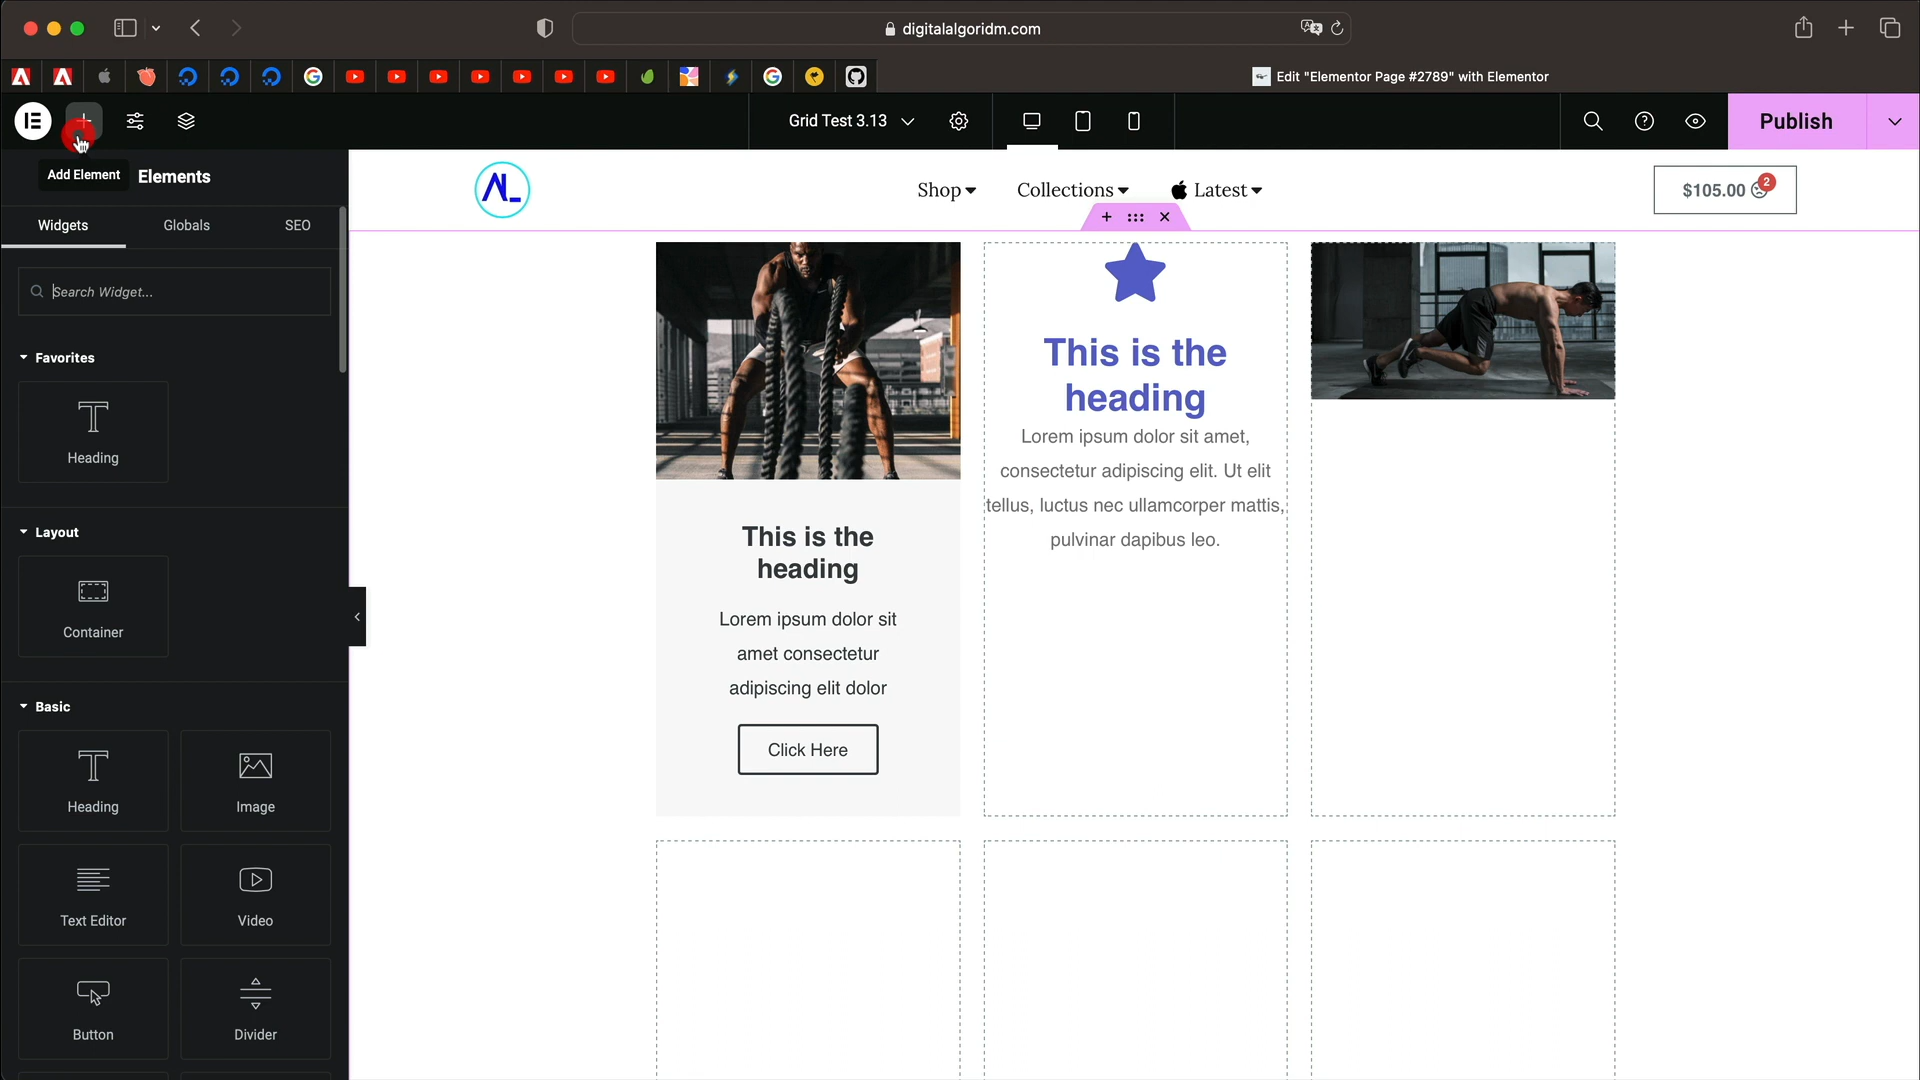 digitalalgoridm.com
Edit "Elementor Page #2789" with Elementor
Grid Test 3.13
Publish
Add Element
Elements
Widgets
Globals
SEO
Search Widget...
Favorites
Heading
Layout
Container
Basic
Heading
Image
Text Editor
Video
Button
Divider
Shop
Collections
Latest
$105.00
2
This is the
heading
Lorem ipsum dolor sit
amet consectetur
adipiscing elit dolor
Click Here
This is the
heading
Lorem ipsum dolor sit amet,
consectetur adipiscing elit. Ut elit
tellus, luctus nec ullamcorper mattis,
pulvinar dapibus leo.